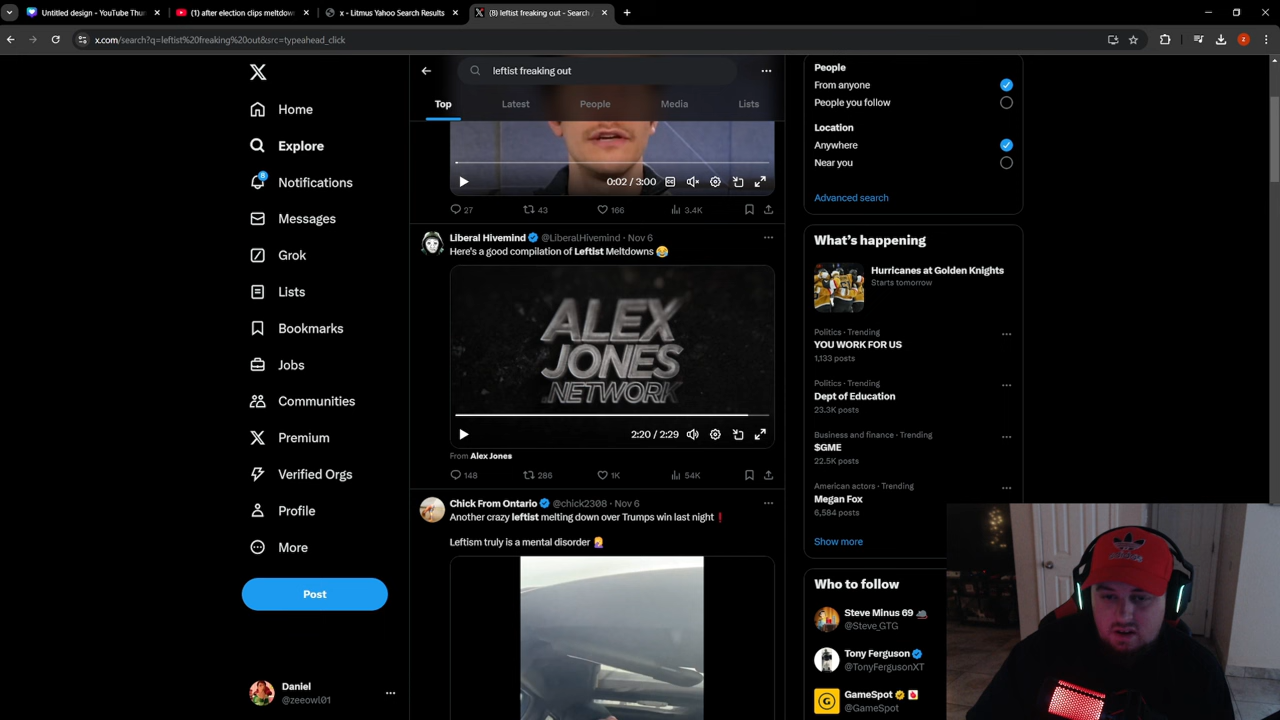 Untitled design - YouTube Thu
(1) after election clips meltdow
x - Litmus Yahoo Search Results
(8) leftist freaking out - Search
x.com/search?q=leftist%20freaking%20out&src=typeahead_click
Home
Explore
8
Notifications
Messages
Grok
Lists
Bookmarks
Jobs
Communities
Premium
Verified Orgs
Profile
More
Post
Daniel
@zeeowl01
leftist freaking out
Top Latest People Media Lists
0:02 / 3:00
27 43 166 3.4K
Liberal Hivemind @LiberalHivemind · Nov 6
Here's a good compilation of Leftist Meltdowns 😂
ALEX
JONES
NETWORK
2:20 / 2:29
From Alex Jones
148 286 1K 54K
Chick From Ontario @chick2308 · Nov 6
Another crazy leftist melting down over Trumps win last night❗
Leftism truly is a mental disorder 🤦‍♀️
People
From anyone
People you follow
Location
Anywhere
Near you
Advanced search
What's happening
Hurricanes at Golden Knights
Starts tomorrow
Politics · Trending
YOU WORK FOR US
1,133 posts
Politics · Trending
Dept of Education
23.3K posts
Business and finance · Trending
$GME
22.5K posts
American actors · Trending
Megan Fox
6,584 posts
Show more
Who to follow
Steve Minus 69
@Steve_GTG
Tony Ferguson
@TonyFergusonXT
GameSpot
@GameSpot